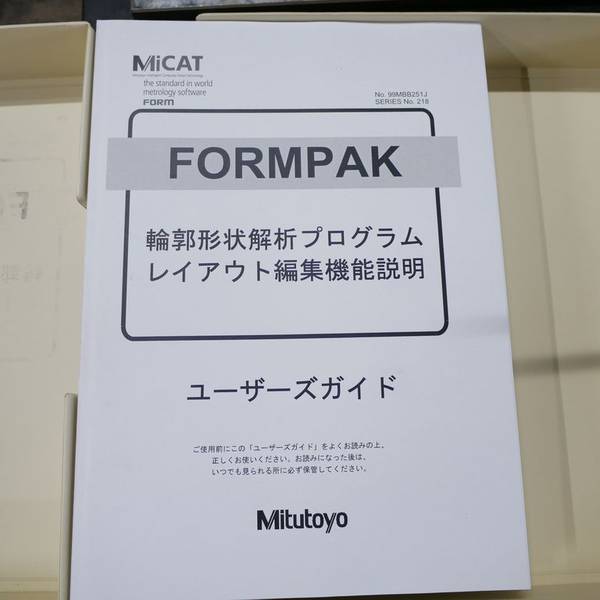 MiCAT
the standard in world
metrology software
FORM
No. 99MBB251J
SERIES No. 218
FORMPAK
輪郭形状解析プログラム
レイアウト編集機能説明
ユーザーズガイド
ご使用前にこの「ユーザーズガイド」をよくお読みの上、
正しくお使いください。お読みになった後は、
いつでも見られる所に必ず保管してください。
Mitutoyo